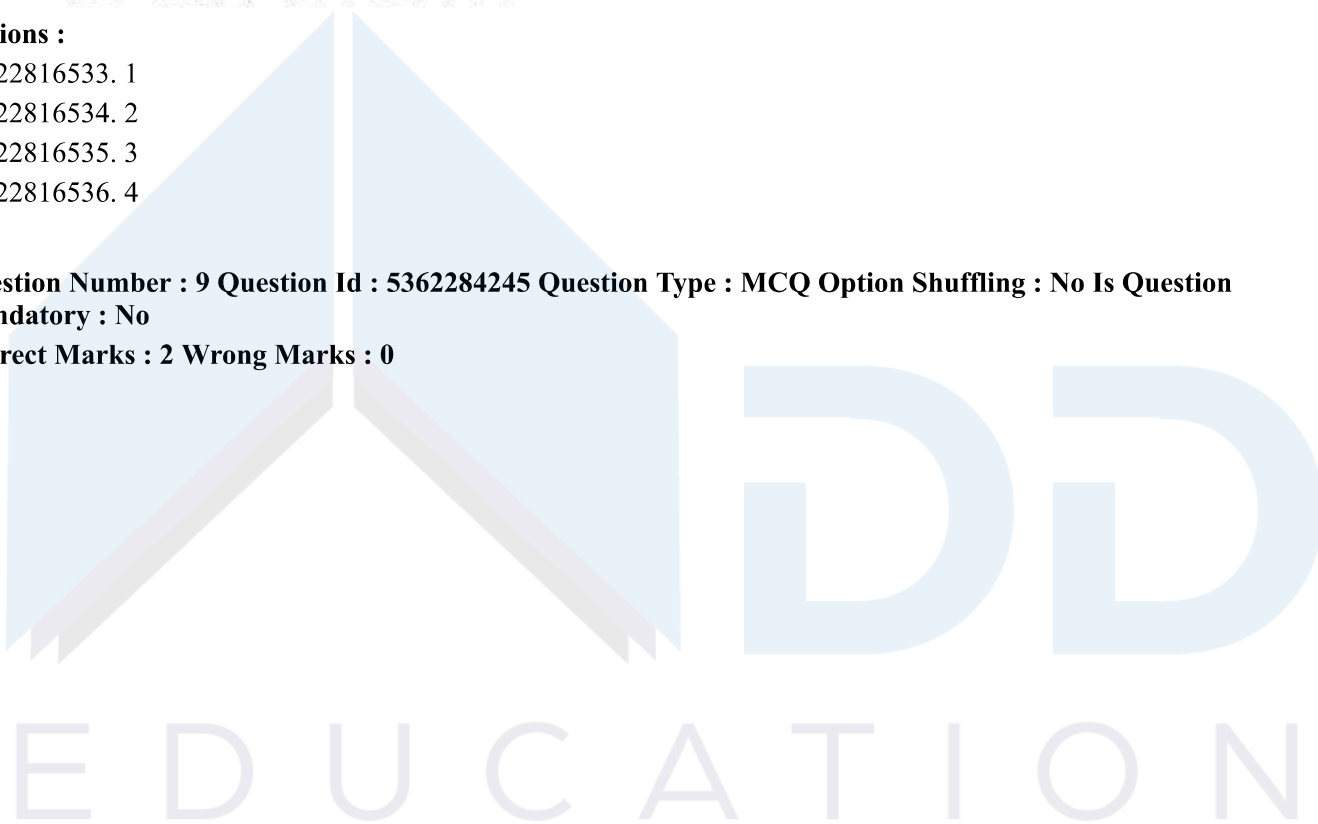 ions :
22816533. 1
22816534. 2
22816535. 3
22816536. 4
estion Number : 9 Question Id : 5362284245 Question Type : MCQ Option Shuffling : No Is Question
ndatory : No
rect Marks : 2 Wrong Marks : 0
DD
EDUCATION